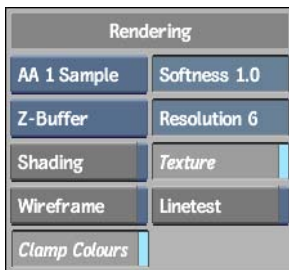 Rendering
AA 1 Sample Softness 1.0
Z-Buffer Resolution 6
Shading Texture
Wireframe Linetest
Clamp Colours